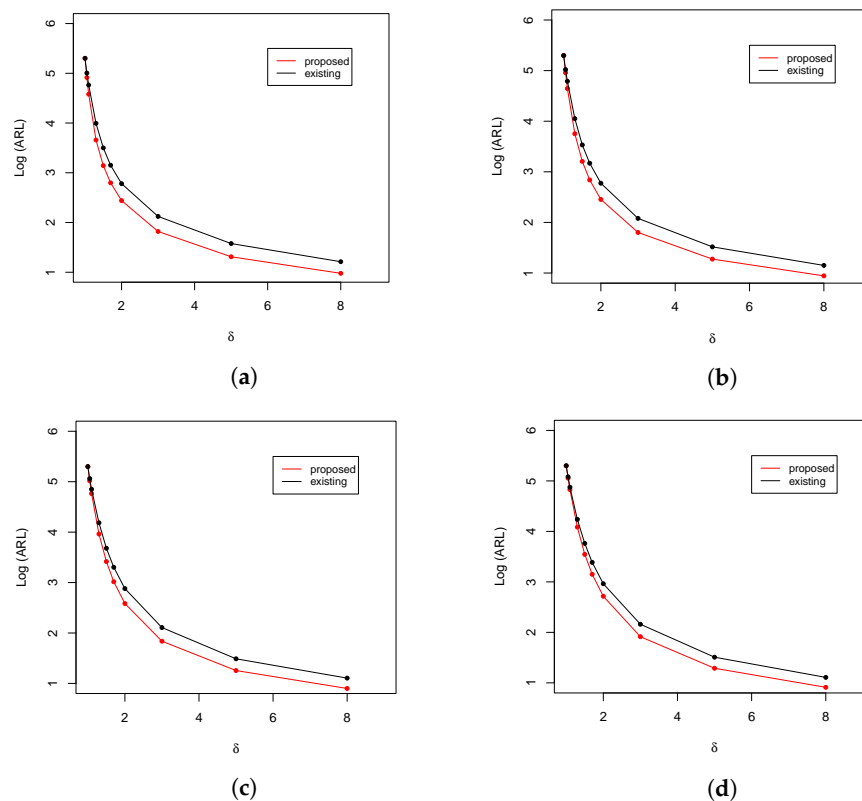 6
5
4
3
2
1
Log (ARL)
proposed
existing
2 4 6 8
δ
(a)
6
5
4
3
2
1
Log (ARL)
proposed
existing
2 4 6 8
δ
(b)
6
5
4
3
2
1
Log (ARL)
proposed
existing
2 4 6 8
δ
(c)
6
5
4
3
2
1
Log (ARL)
proposed
existing
2 4 6 8
δ
(d)